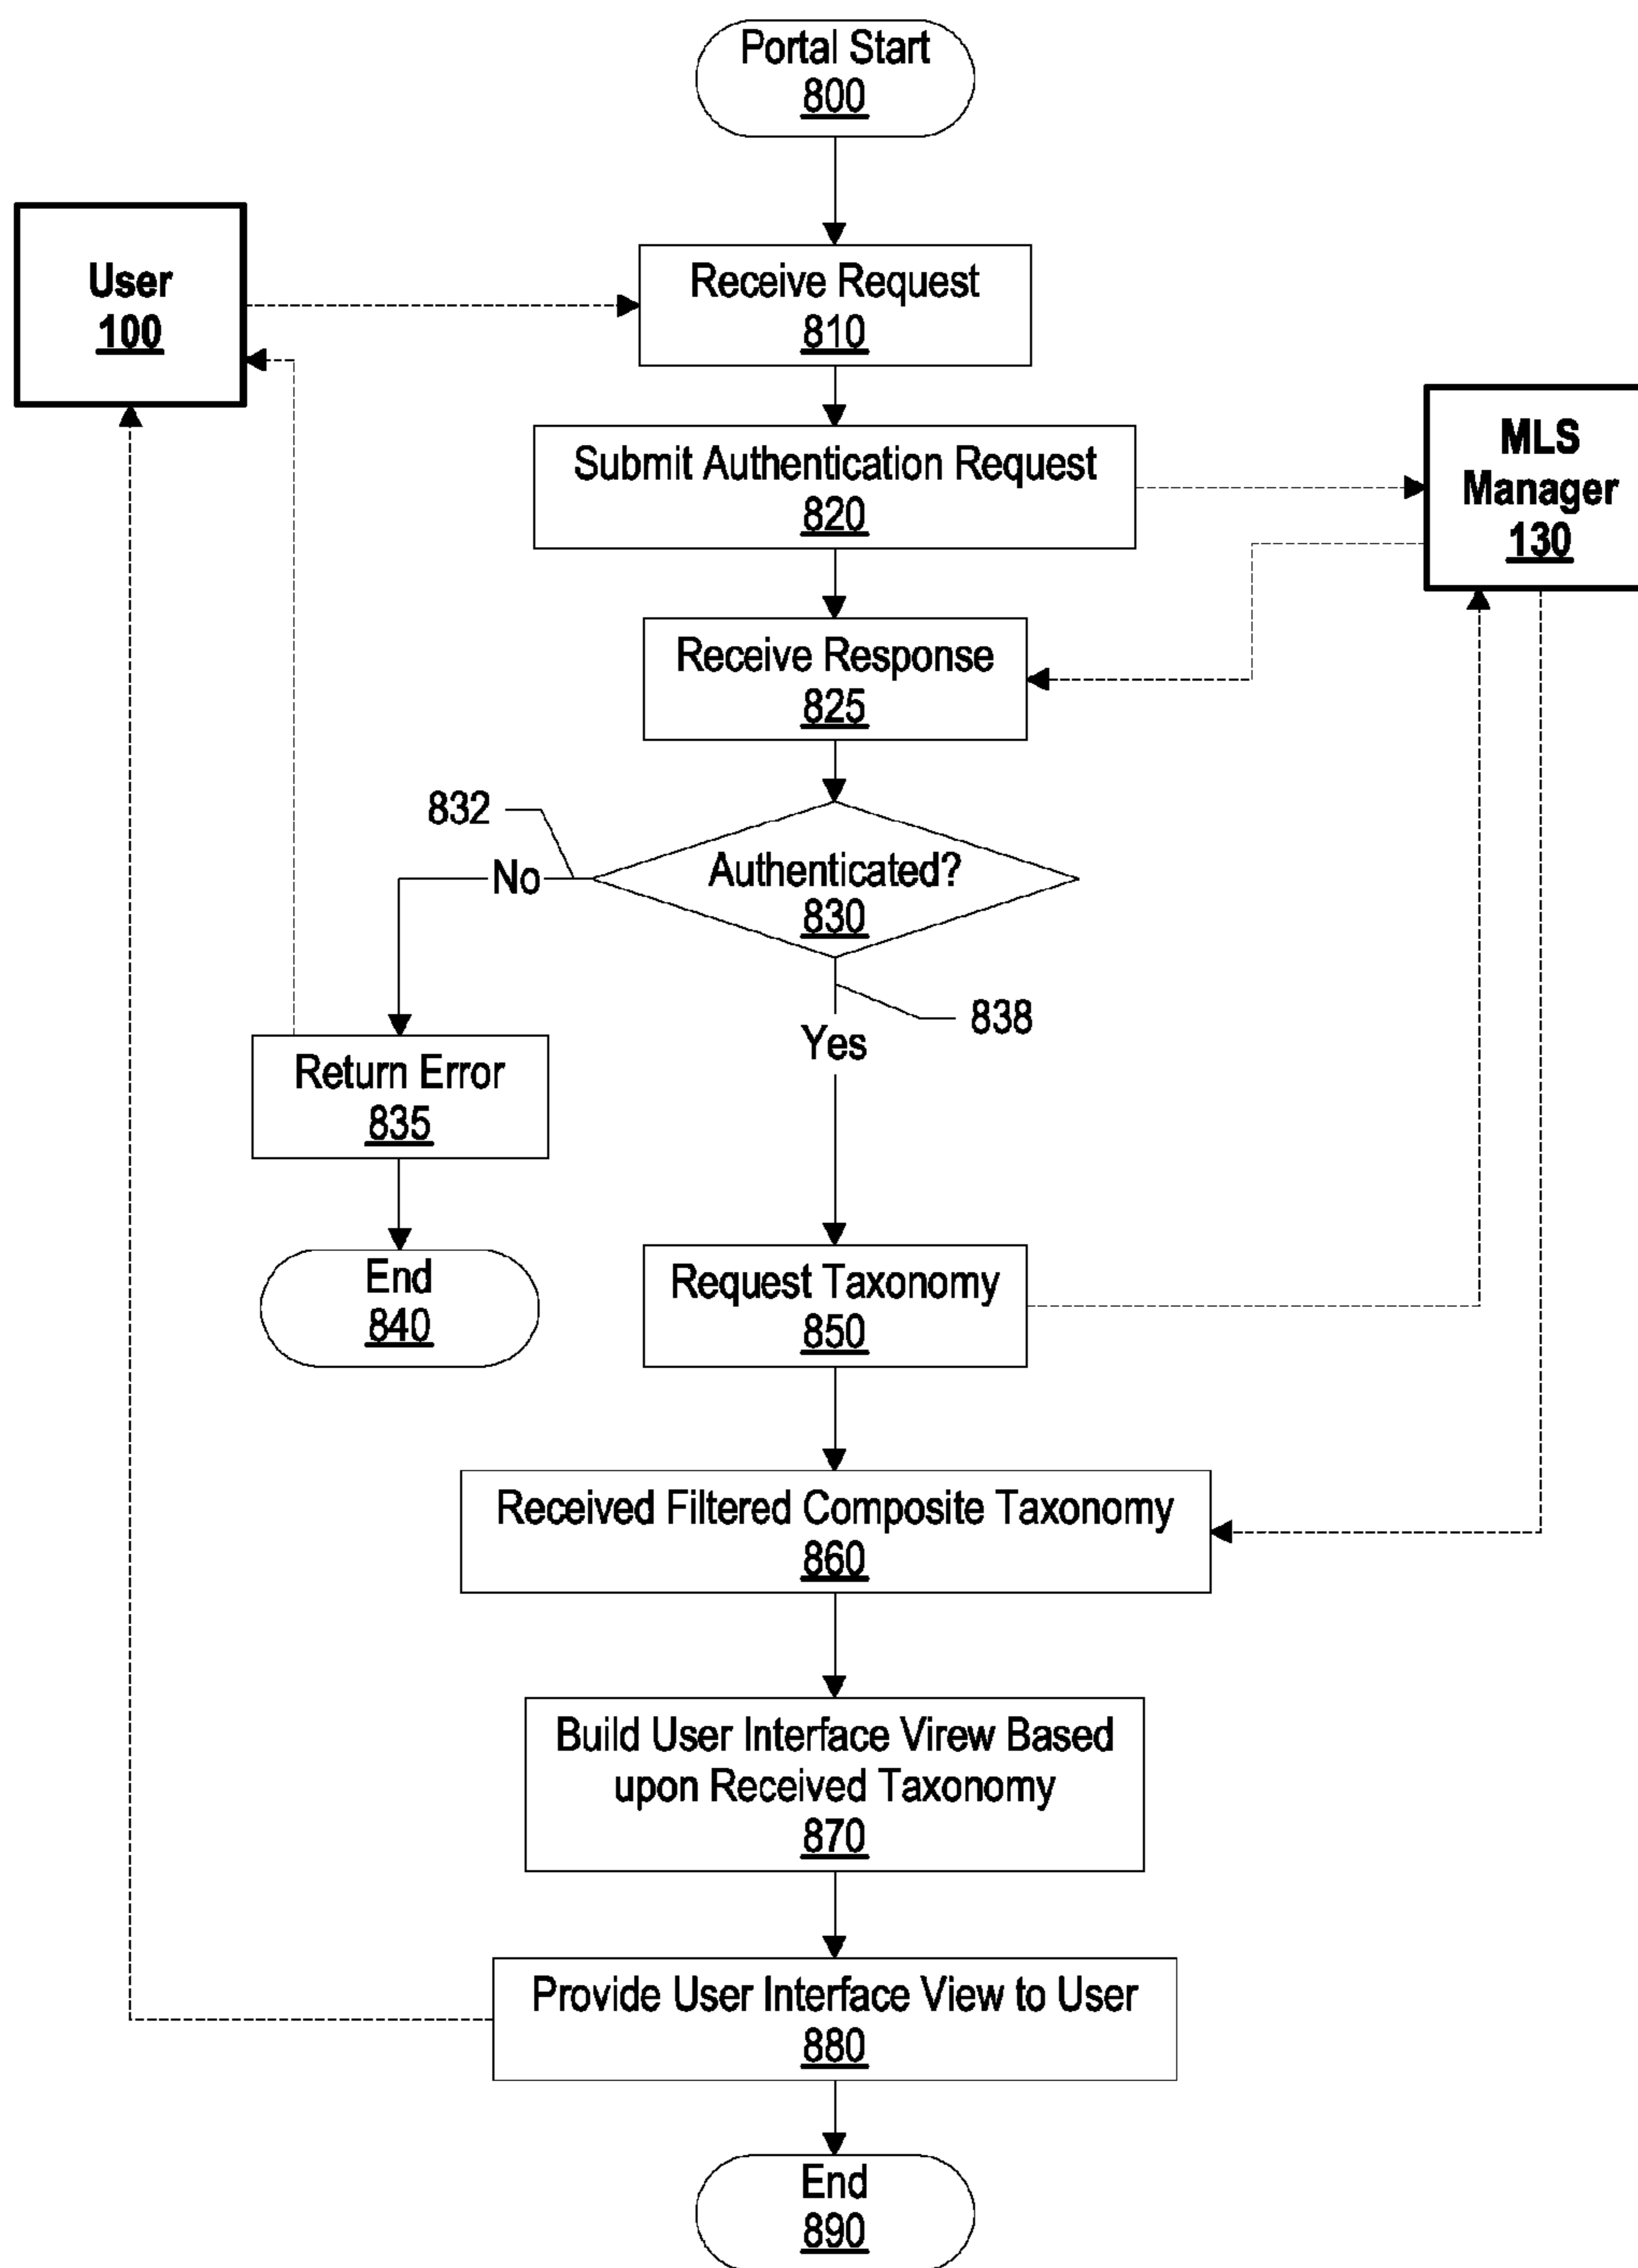 Portal Start
800
User
100
Receive Request
810
MLS
Manager
130
Submit Authentication Request
820
Receive Response
825
832
No
Authenticated?
830
838
Yes
Return Error
835
End
840
Request Taxonomy
850
Received Filtered Composite Taxonomy
860
Build User Interface Virew Based
upon Received Taxonomy
870
Provide User Interface View to User
880
End
890